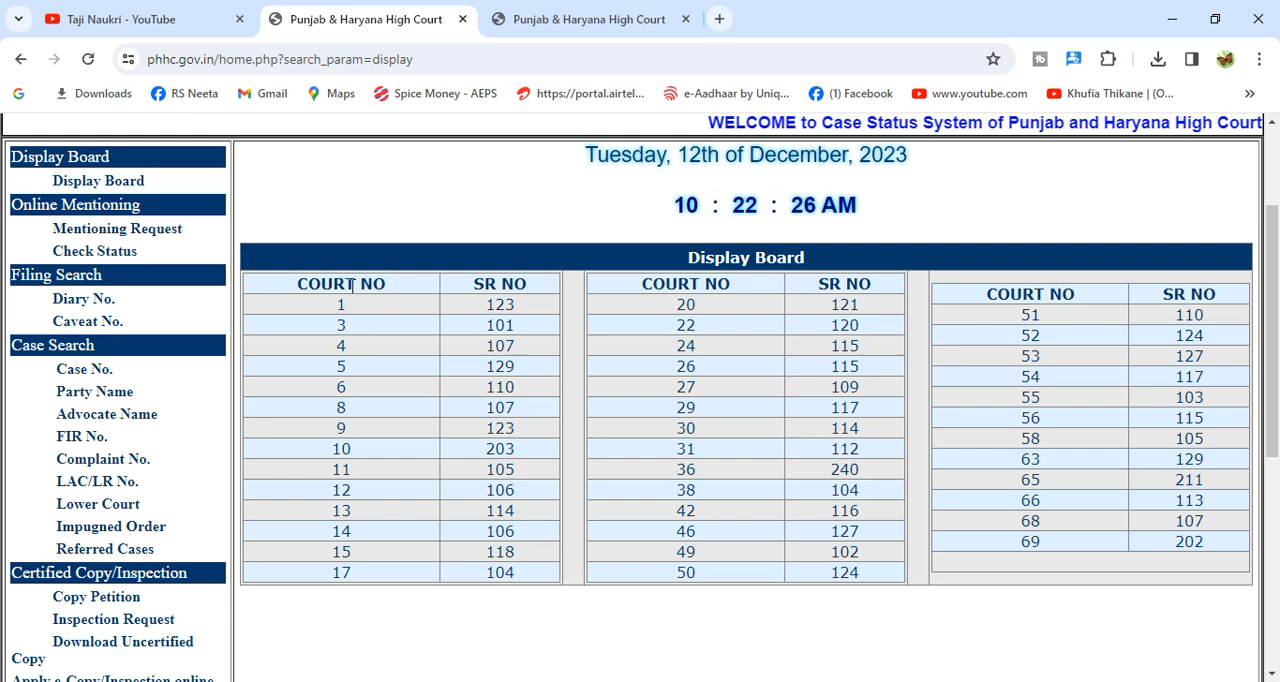 Taji Naukri - YouTube
Punjab & Haryana High Court
Punjab & Haryana High Court
phhc.gov.in/home.php?search_param=display
Downloads
RS Neeta
Gmail
Maps
Spice Money - AEPS
https://portal.airtel...
e-Aadhaar by Uniq...
(1) Facebook
www.youtube.com
Khufia Thikane | (O...
WELCOME to Case Status System of Punjab and Haryana High Court
Display Board
Display Board
Online Mentioning
Mentioning Request
Check Status
Filing Search
Diary No.
Caveat No.
Case Search
Case No.
Party Name
Advocate Name
FIR No.
Complaint No.
LAC/LR No.
Lower Court
Impugned Order
Referred Cases
Certified Copy/Inspection
Copy Petition
Inspection Request
Download Uncertified
Copy
Apply e-Copy/Inspection online
Tuesday, 12th of December, 2023
10 : 22 : 26 AM
Display Board
COURT NO SR NO
1 123
3 101
4 107
5 129
6 110
8 107
9 123
10 203
11 105
12 106
13 114
14 106
15 118
17 104
COURT NO SR NO
20 121
22 120
24 115
26 115
27 109
29 117
30 114
31 112
36 240
38 104
42 116
46 127
49 102
50 124
COURT NO SR NO
51 110
52 124
53 127
54 117
55 103
56 115
58 105
63 129
65 211
66 113
68 107
69 202